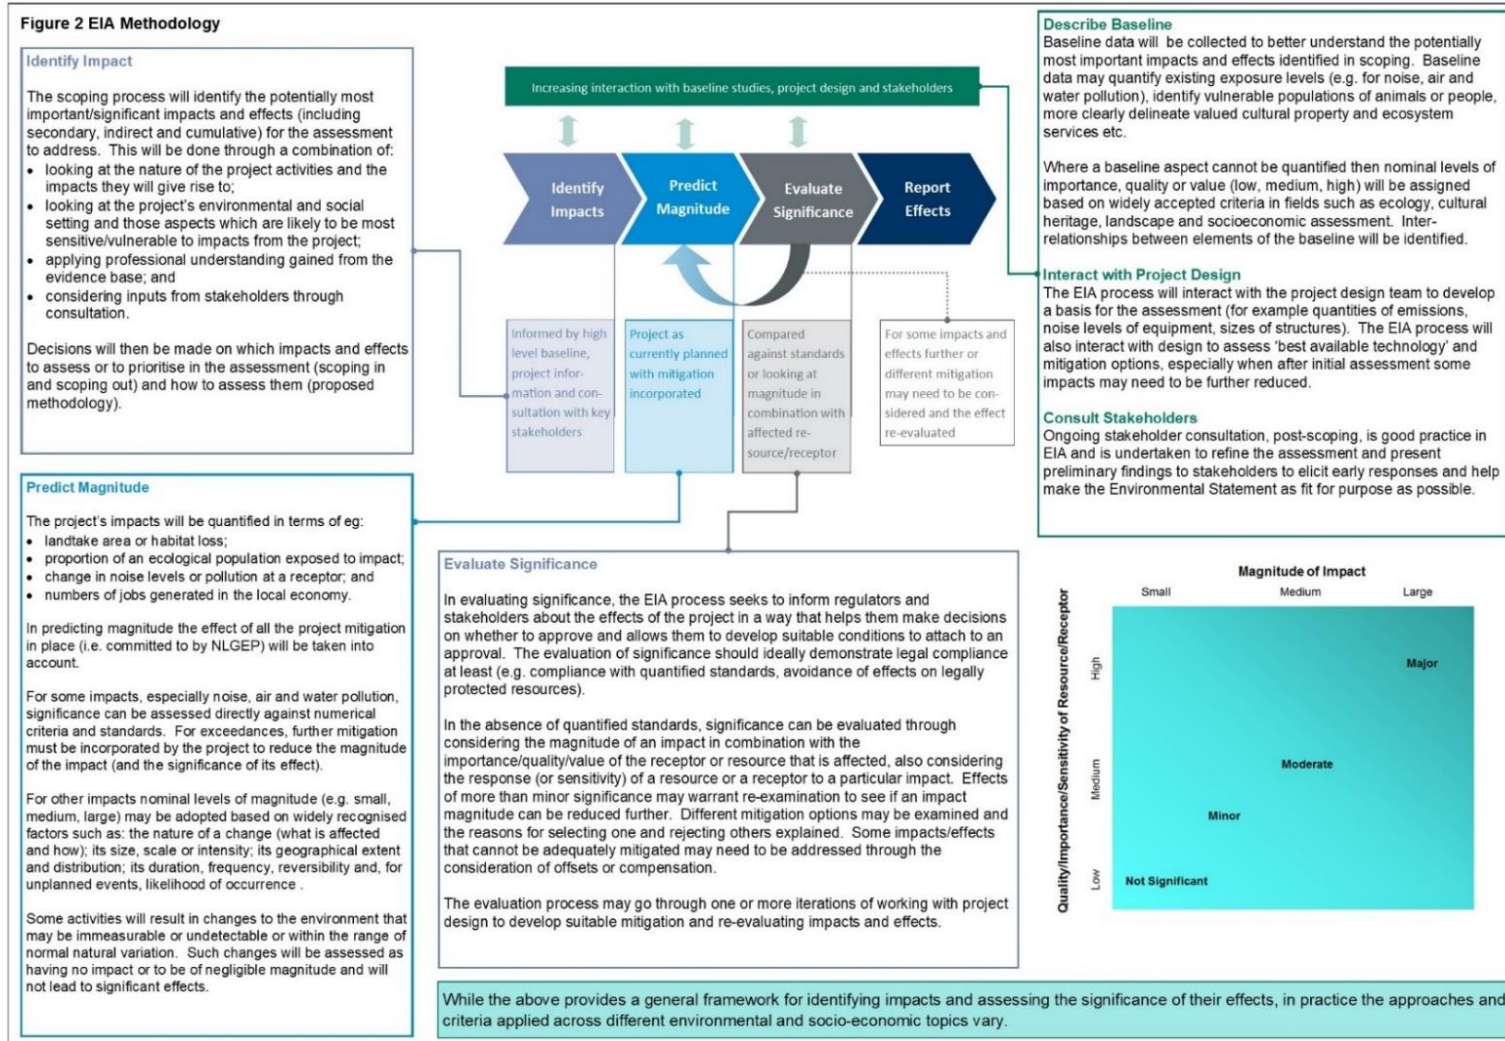 Figure 2 EIA Methodology
Identify Impact
The scoping process will identify the potentially most
important/significant impacts and effects (including
secondary, indirect and cumulative) for the assessment
to address.  This will be done through a combination of:
• looking at the nature of the project activities and the
impacts they will give rise to;
• looking at the project's environmental and social
setting and those aspects which are likely to be most
sensitive/vulnerable to impacts from the project;
• applying professional understanding gained from the
evidence base; and
• considering inputs from stakeholders through
consultation.
Decisions will then be made on which impacts and effects
to assess or to prioritise in the assessment (scoping in
and scoping out) and how to assess them (proposed
methodology).
Predict Magnitude
The project's impacts will be quantified in terms of eg:
• landtake area or habitat loss;
• proportion of an ecological population exposed to impact;
• change in noise levels or pollution at a receptor; and
• numbers of jobs generated in the local economy.
In predicting magnitude the effect of all the project mitigation
in place (i.e. committed to by NLGEP) will be taken into
account.
For some impacts, especially noise, air and water pollution,
significance can be assessed directly against numerical
criteria and standards.  For exceedances, further mitigation
must be incorporated by the project to reduce the magnitude
of the impact (and the significance of its effect).
For other impacts nominal levels of magnitude (e.g. small,
medium, large) may be adopted based on widely recognised
factors such as: the nature of a change (what is affected
and how); its size, scale or intensity; its geographical extent
and distribution; its duration, frequency, reversibility and, for
unplanned events, likelihood of occurrence .
Some activities will result in changes to the environment that
may be immeasurable or undetectable or within the range of
normal natural variation.  Such changes will be assessed as
having no impact or to be of negligible magnitude and will
not lead to significant effects.
Increasing interaction with baseline studies, project design and stakeholders
Identify
Impacts
Predict
Magnitude
Evaluate
Significance
Report
Effects
Informed by high
level baseline,
project infor-
mation and con-
sultation with key
stakeholders
Project as
currently planned
with mitigation
incorporated
Compared
against standards
or looking at
magnitude in
combination with
affected re-
source/receptor
For some impacts and
effects further or
different mitigation
may need to be con-
sidered and the effect
re-evaluated
Evaluate Significance
In evaluating significance, the EIA process seeks to inform regulators and
stakeholders about the effects of the project in a way that helps them make decisions
on whether to approve and allows them to develop suitable conditions to attach to an
approval.  The evaluation of significance should ideally demonstrate legal compliance
at least (e.g. compliance with quantified standards, avoidance of effects on legally
protected resources).
In the absence of quantified standards, significance can be evaluated through
considering the magnitude of an impact in combination with the
importance/quality/value of the receptor or resource that is affected, also considering
the response (or sensitivity) of a resource or a receptor to a particular impact.  Effects
of more than minor significance may warrant re-examination to see if an impact
magnitude can be reduced further.  Different mitigation options may be examined and
the reasons for selecting one and rejecting others explained.  Some impacts/effects
that cannot be adequately mitigated may need to be addressed through the
consideration of offsets or compensation.
The evaluation process may go through one or more iterations of working with project
design to develop suitable mitigation and re-evaluating impacts and effects.
Describe Baseline
Baseline data will  be collected to better understand the potentially
most important impacts and effects identified in scoping.  Baseline
data may quantify existing exposure levels (e.g. for noise, air and
water pollution), identify vulnerable populations of animals or people,
more clearly delineate valued cultural property and ecosystem
services etc.
Where a baseline aspect cannot be quantified then nominal levels of
importance, quality or value (low, medium, high) will be assigned
based on widely accepted criteria in fields such as ecology, cultural
heritage, landscape and socioeconomic assessment.  Inter-
relationships between elements of the baseline will be identified.
Interact with Project Design
The EIA process will interact with the project design team to develop
a basis for the assessment (for example quantities of emissions,
noise levels of equipment, sizes of structures).  The EIA process will
also interact with design to assess 'best available technology' and
mitigation options, especially when after initial assessment some
impacts may need to be further reduced.
Consult Stakeholders
Ongoing stakeholder consultation, post-scoping, is good practice in
EIA and is undertaken to refine the assessment and present
preliminary findings to stakeholders to elicit early responses and help
make the Environmental Statement as fit for purpose as possible.
Magnitude of Impact
Small Medium Large
Quality/Importance/Sensitivity of Resource/Receptor
High
Medium
Low
Major
Moderate
Minor
Not Significant
While the above provides a general framework for identifying impacts and assessing the significance of their effects, in practice the approaches and
criteria applied across different environmental and socio-economic topics vary.